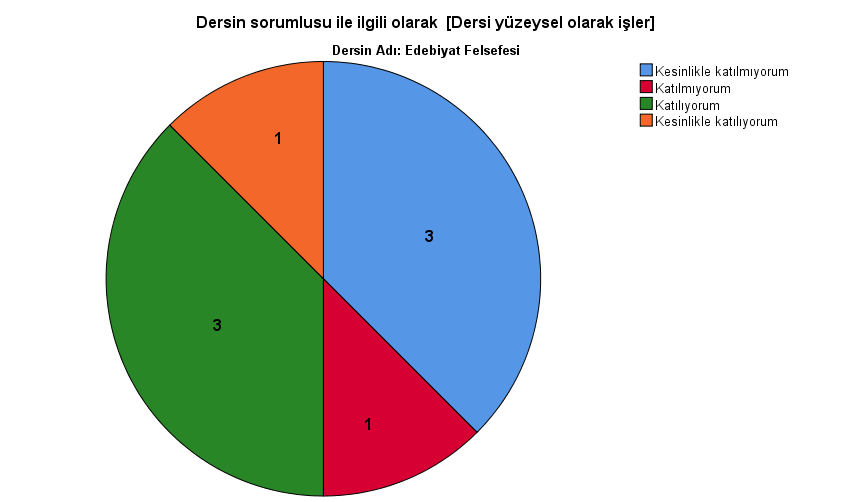 Dersin sorumlusu ile ilgili olarak  [Dersi yüzeysel olarak işler]
Dersin Adı: Edebiyat Felsefesi
Kesinlikle katılmıyorum
Katılmıyorum
Katılıyorum
Kesinlikle katılıyorum
1
3
3
1